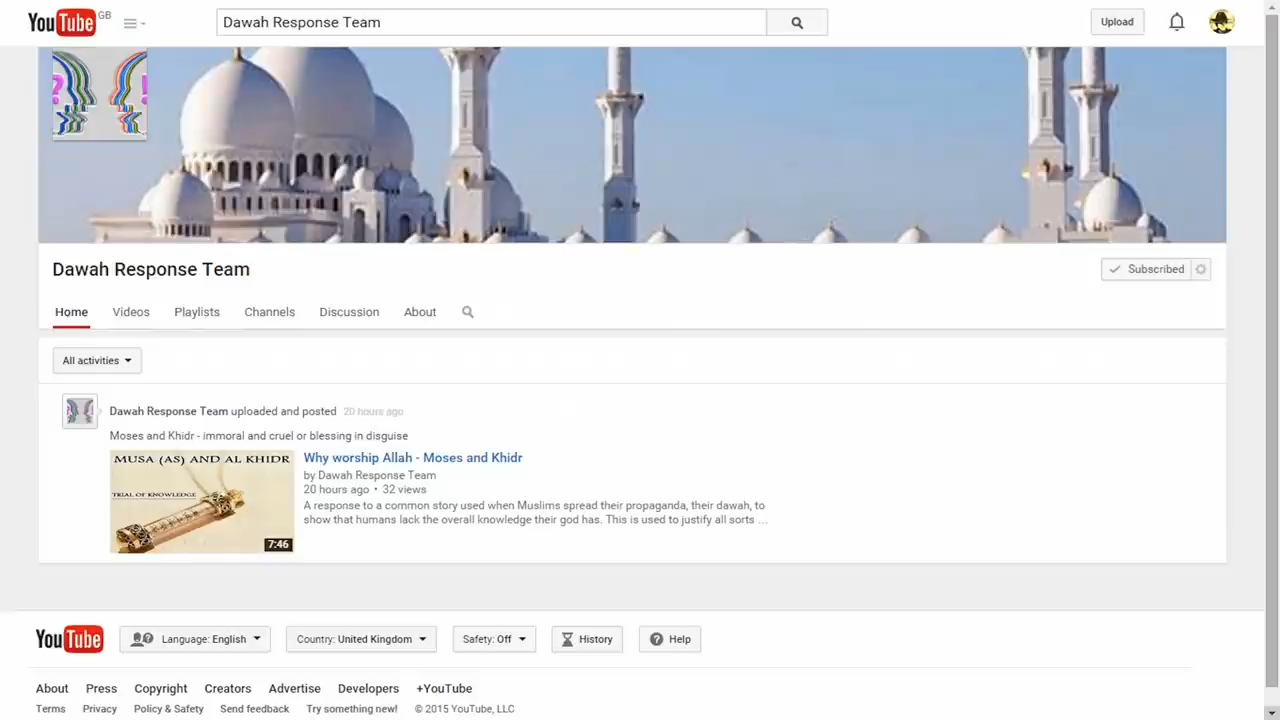 YouTube GB
Dawah Response Team
Upload
Dawah Response Team
Subscribed
Home Videos Playlists Channels Discussion About
All activities
Dawah Response Team uploaded and posted 20 hours ago
Moses and Khidr - immoral and cruel or blessing in disguise
MUSA (AS) AND AL KHIDR
TRIAL OF KNOWLEDGE
7:46
Why worship Allah - Moses and Khidr
by Dawah Response Team
20 hours ago • 32 views
A response to a common story used when Muslims spread their propaganda, their dawah, to
show that humans lack the overall knowledge their god has. This is used to justify all sorts ...
YouTube Language: English Country: United Kingdom Safety: Off History Help
About Press Copyright Creators Advertise Developers +YouTube
Terms Privacy Policy & Safety Send feedback Try something new! © 2015 YouTube, LLC